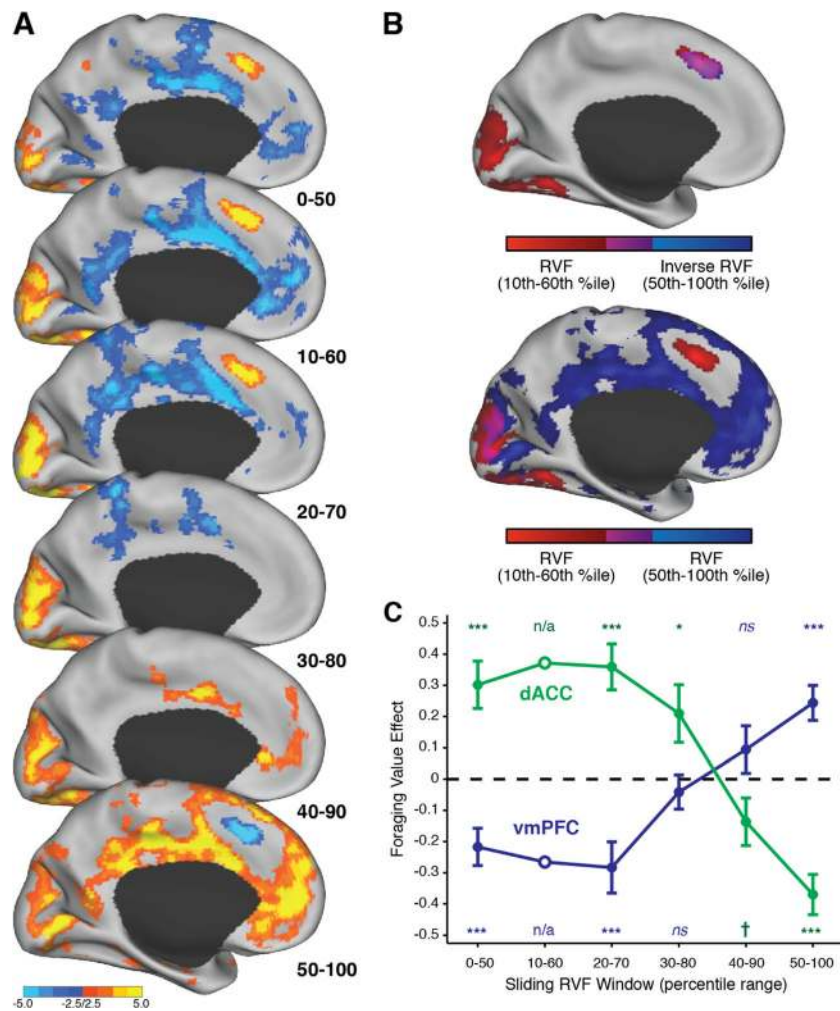 A
0-50
10-60
20-70
30-80
40-90
50-100
-5.0 -2.5/2.5 5.0
B
RVF Inverse RVF
(10th-60th %ile) (50th-100th %ile)
RVF RVF
(10th-60th %ile) (50th-100th %ile)
C
0.5
0.4
0.3
0.2
0.1
0
-0.1
-0.2
-0.3
-0.4
-0.5
Foraging Value Effect
*** n/a *** * ns ***
dACC
vmPFC
*** n/a *** ns † ***
0-50 10-60 20-70 30-80 40-90 50-100
Sliding RVF Window (percentile range)